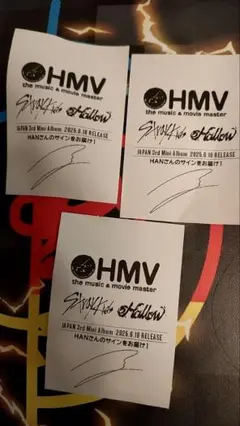 HMV
the music & movie master
Stray Kids Hollow
JAPAN 3rd Mini Album 2025.6.18 RELEASE
HANさんのサインをお届け!
HMV
the music & movie master
Stray Kids Hollow
JAPAN 3rd Mini Album 2025.6.18 RELEASE
HANさんのサインをお届け!
HMV
the music & movie master
Stray Kids Hollow
JAPAN 3rd Mini Album 2025.6.18 RELEASE
HANさんのサインをお届け!